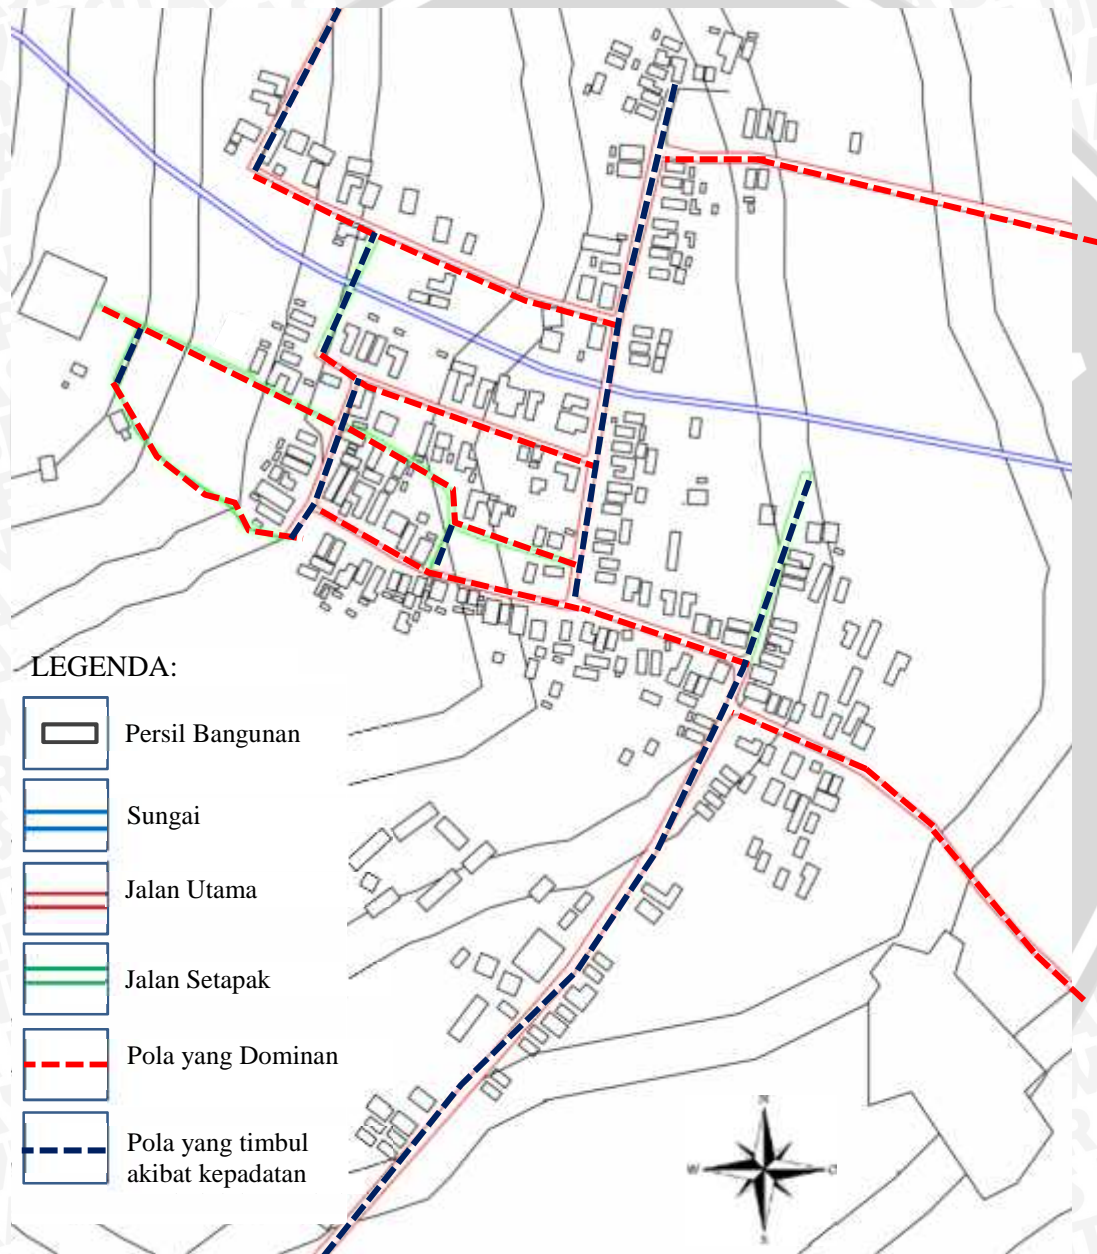 LEGENDA:
Persil Bangunan
Sungai
Jalan Utama
Jalan Setapak
Pola yang Dominan
Pola yang timbul
akibat kepadatan
N
W
S